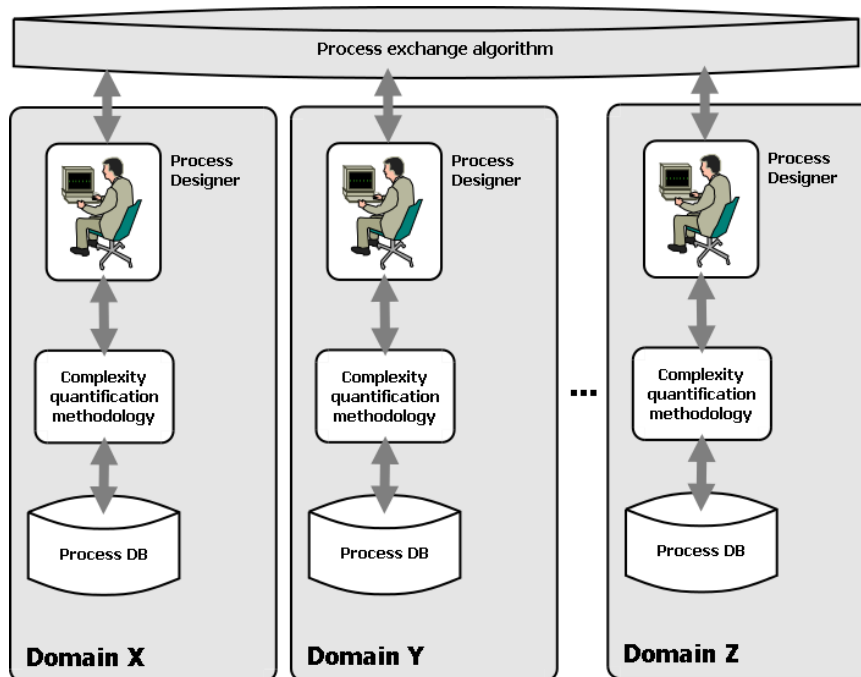 Process exchange algorithm
Process
Designer
Complexity
quantification
methodology
Process DB
Domain X
Process
Designer
Complexity
quantification
methodology
Process DB
Domain Y
...
Process
Designer
Complexity
quantification
methodology
Process DB
Domain Z